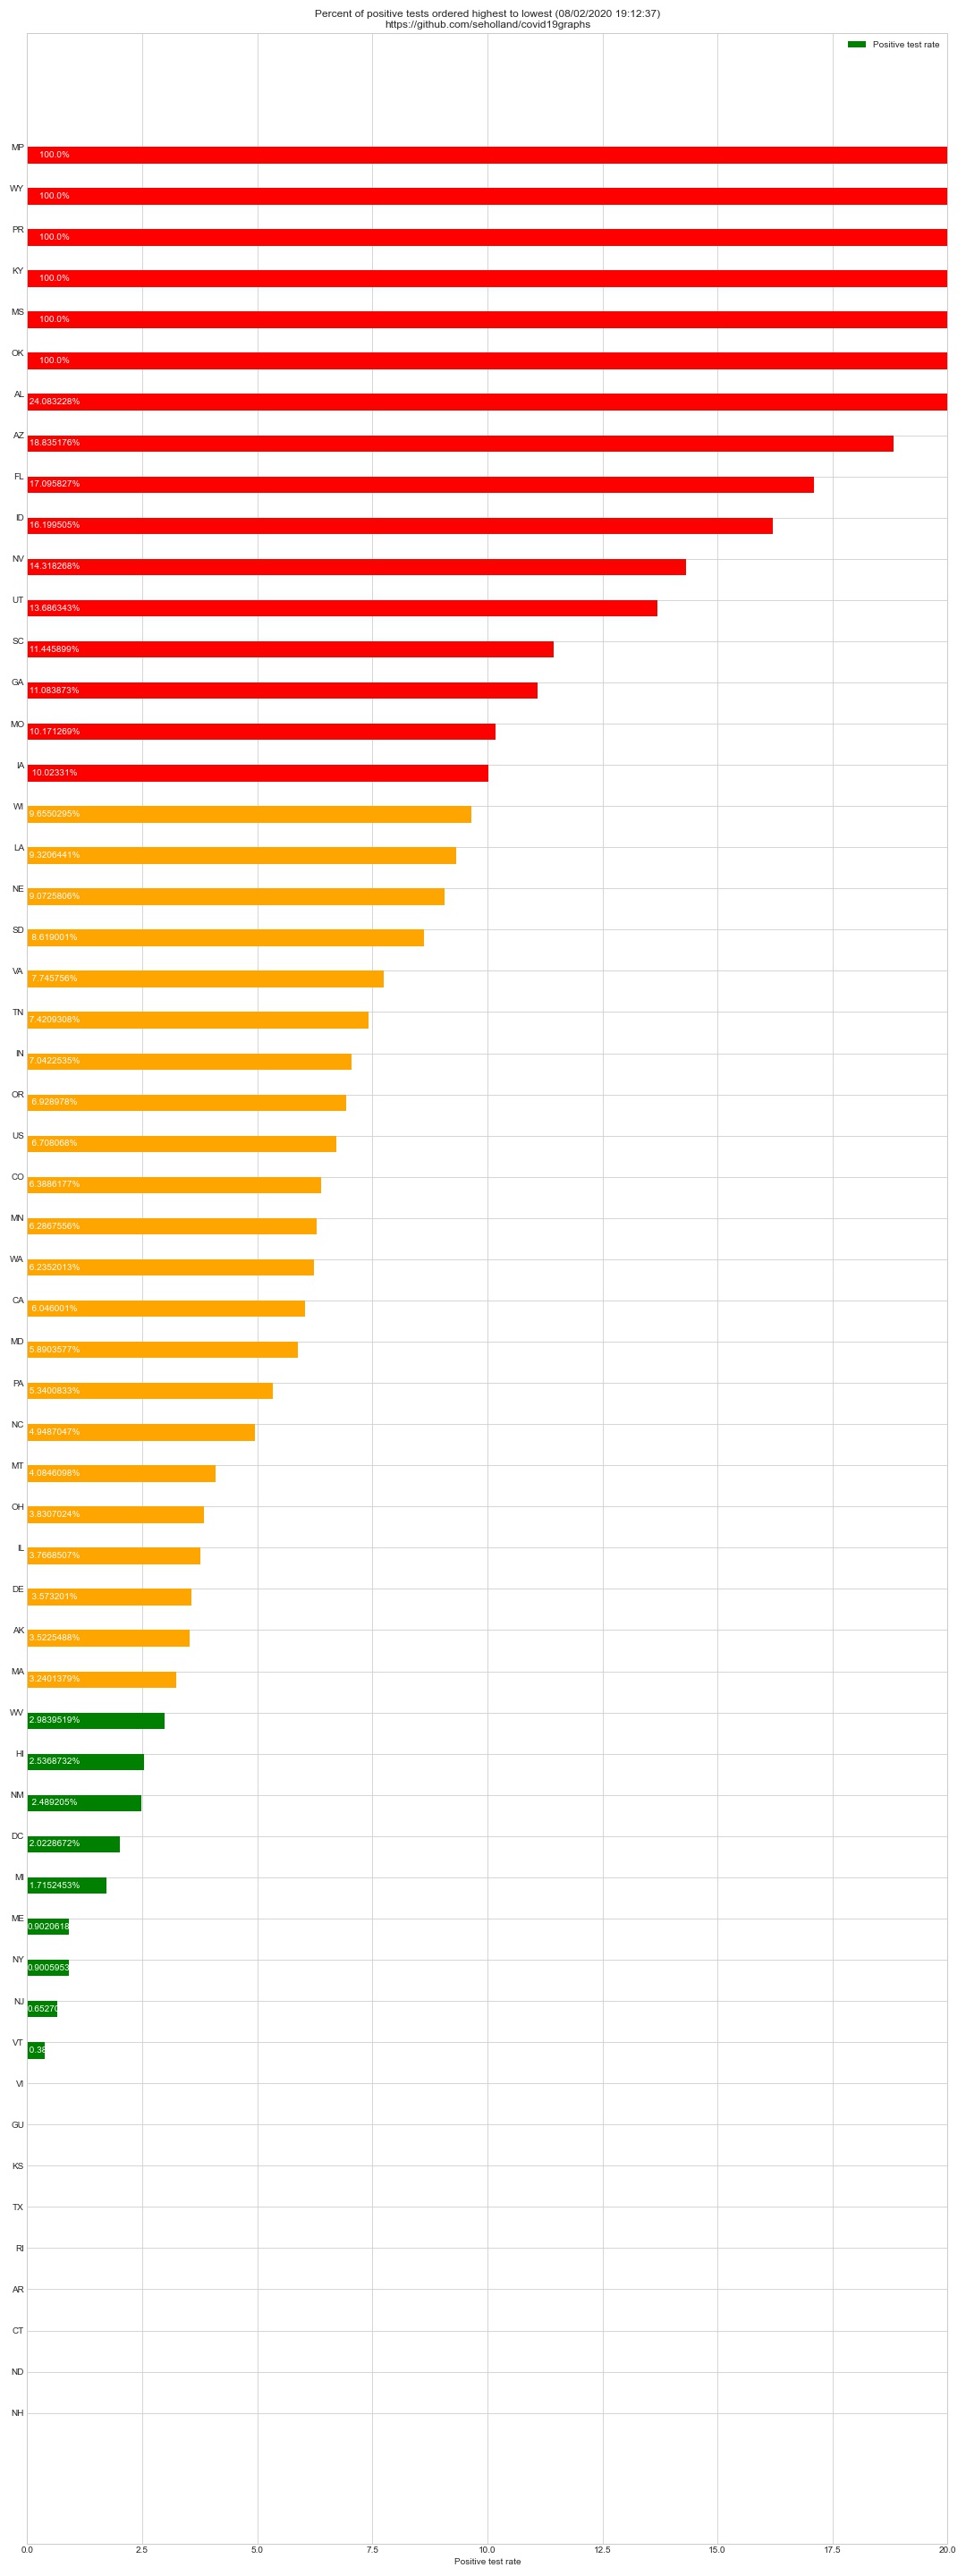 Percent of positive tests ordered highest to lowest (08/02/2020 19:12:37)
https://github.com/seholland/covid19graphs
Positive test rate
MP 100.0%
WY 100.0%
PR 100.0%
KY 100.0%
MS 100.0%
OK 100.0%
AL 24.083228%
AZ 18.835176%
FL 17.095827%
ID 16.199505%
NV 14.318268%
UT 13.686343%
SC 11.445899%
GA 11.083873%
MO 10.171269%
IA 10.02331%
WI 9.6550295%
LA 9.3206441%
NE 9.0725806%
SD 8.619001%
VA 7.745756%
TN 7.4209308%
IN 7.0422535%
OR 6.928978%
US 6.708068%
CO 6.3886177%
MN 6.2867556%
WA 6.2352013%
CA 6.046001%
MD 5.8903577%
PA 5.3400833%
NC 4.9487047%
MT 4.0846098%
OH 3.8307024%
IL 3.7668507%
DE 3.573201%
AK 3.5225488%
MA 3.2401379%
WV 2.9839519%
HI 2.5368732%
NM 2.489205%
DC 2.0228672%
MI 1.7152453%
ME 0.9020618
NY 0.9005953
NJ 0.6527
VT 0.38
VI
GU
KS
TX
RI
AR
CT
ND
NH
0.0 2.5 5.0 7.5 10.0 12.5 15.0 17.5 20.0
Positive test rate